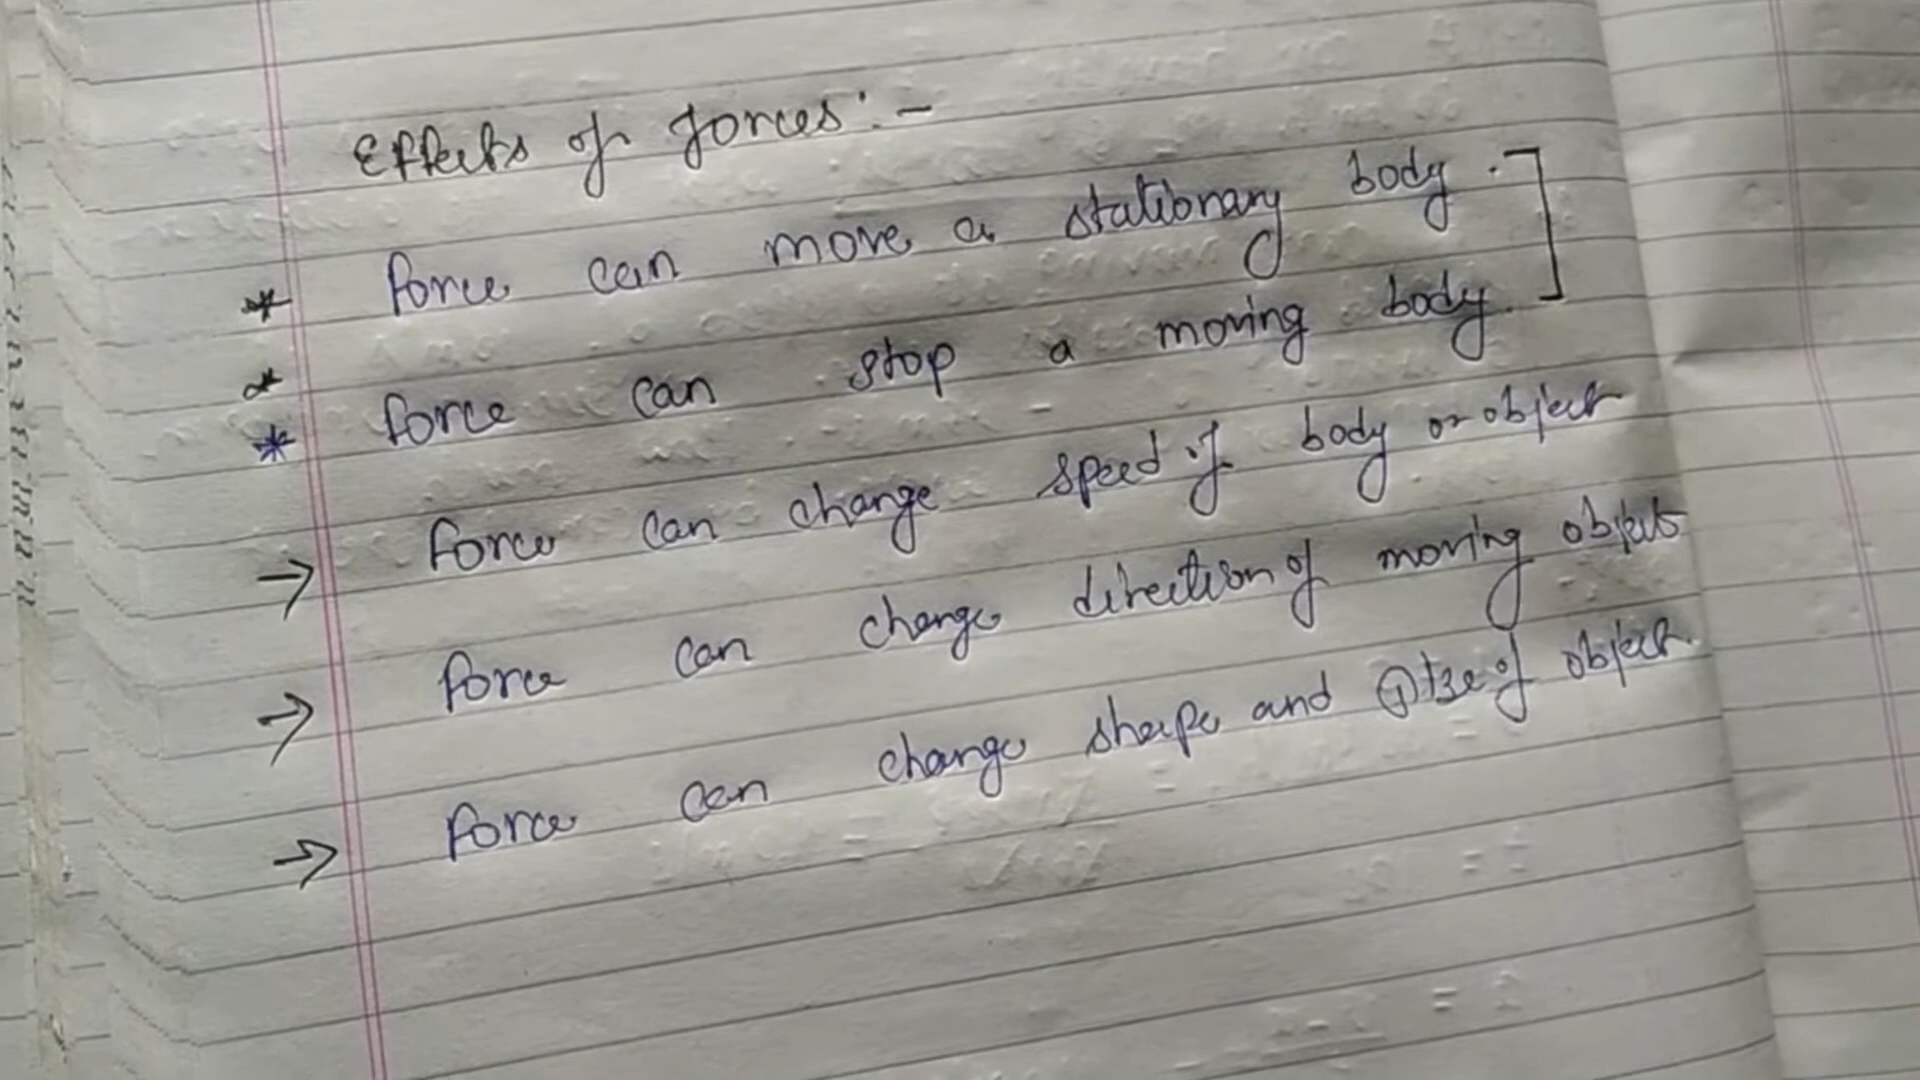 Effects of forces :-
* force can move a stationary body.
*
* force can stop a moving body.
→ force can change speed of body or object
→ force can change direction of moving objects
→ force can change shape and size of object.